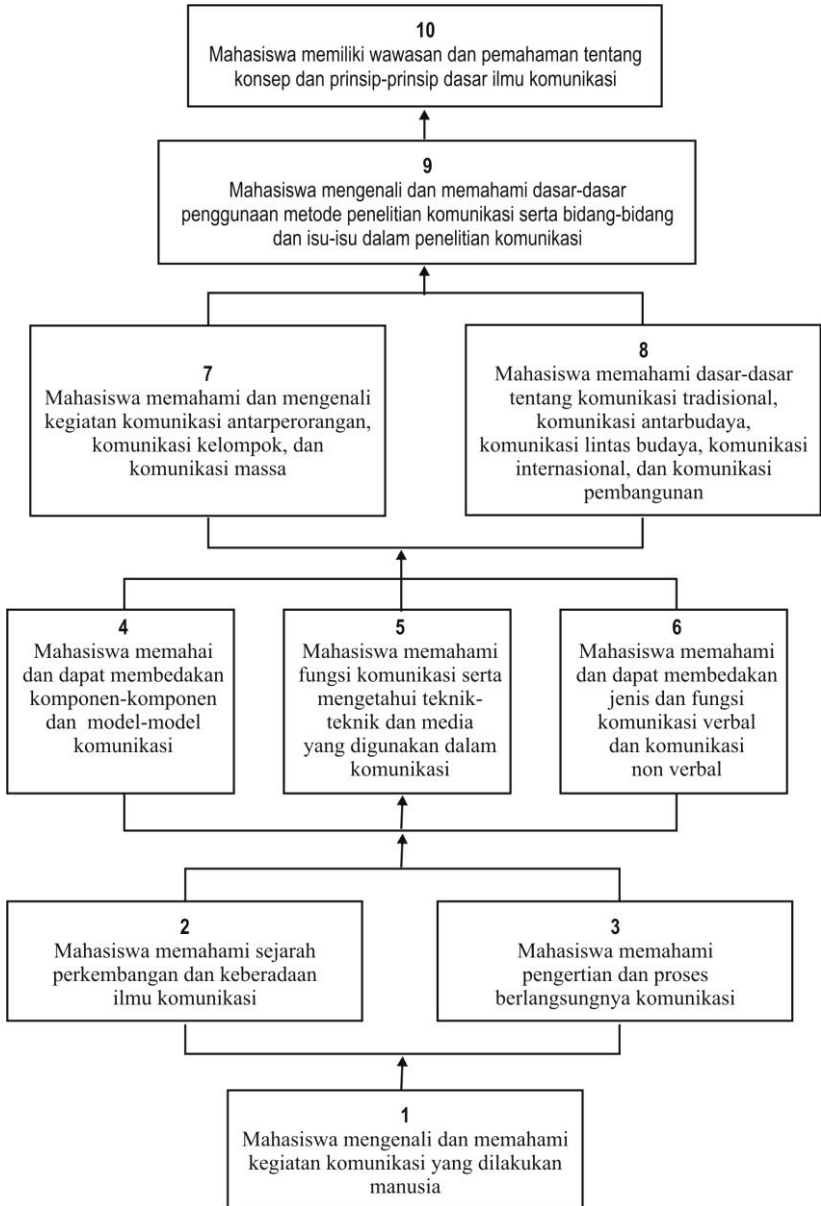 10
Mahasiswa memiliki wawasan dan pemahaman tentang
konsep dan prinsip-prinsip dasar ilmu komunikasi
9
Mahasiswa mengenali dan memahami dasar-dasar
penggunaan metode penelitian komunikasi serta bidang-bidang
dan isu-isu dalam penelitian komunikasi
7
Mahasiswa memahami dan mengenali
kegiatan komunikasi antarperorangan,
komunikasi kelompok, dan
komunikasi massa
8
Mahasiswa memahami dasar-dasar
tentang komunikasi tradisional,
komunikasi antarbudaya,
komunikasi lintas budaya, komunikasi
internasional, dan komunikasi
pembangunan
4
Mahasiswa memahai
dan dapat membedakan
komponen-komponen
dan model-model
komunikasi
5
Mahasiswa memahami
fungsi komunikasi serta
mengetahui teknik-
teknik dan media
yang digunakan dalam
komunikasi
6
Mahasiswa memahami
dan dapat membedakan
jenis dan fungsi
komunikasi verbal
dan komunikasi
non verbal
2
Mahasiswa memahami sejarah
perkembangan dan keberadaan
ilmu komunikasi
3
Mahasiswa memahami
pengertian dan proses
berlangsungnya komunikasi
1
Mahasiswa mengenali dan memahami
kegiatan komunikasi yang dilakukan
manusia